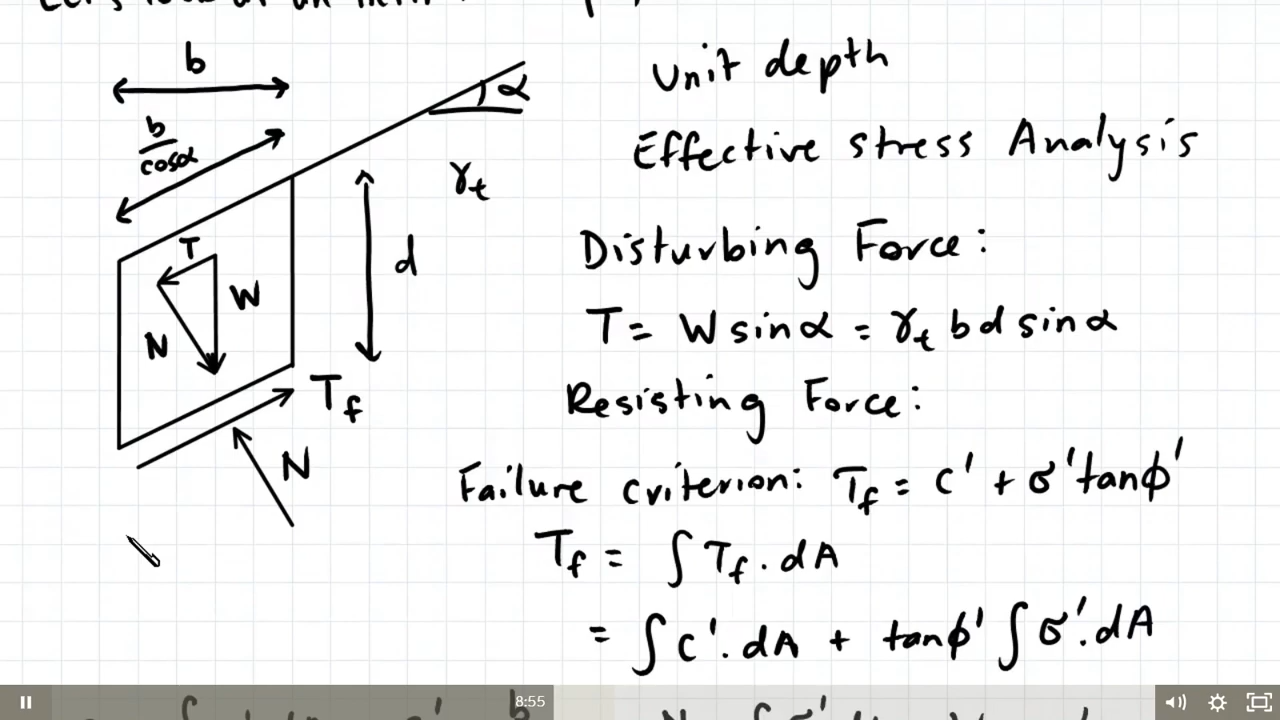 b
b
cosα
α
γt
d
T
W
N
Tf
N
Unit depth
Effective stress Analysis
Disturbing Force:
T = W sinα = γt b d sinα
Resisting Force:
Failure criterion: τf = c' + σ' tanϕ'
Tf = ∫ τf . dA
= ∫ c' . dA + tanϕ' ∫ σ' . dA
8:55